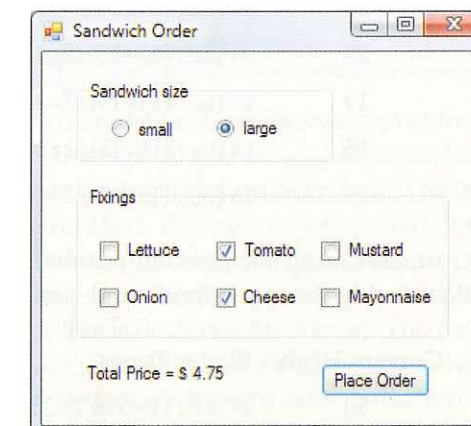 Sandwich Order
Sandwich size
small large
Fixings
Lettuce Tomato Mustard
Onion Cheese Mayonnaise
Total Price = $ 4.75 Place Order